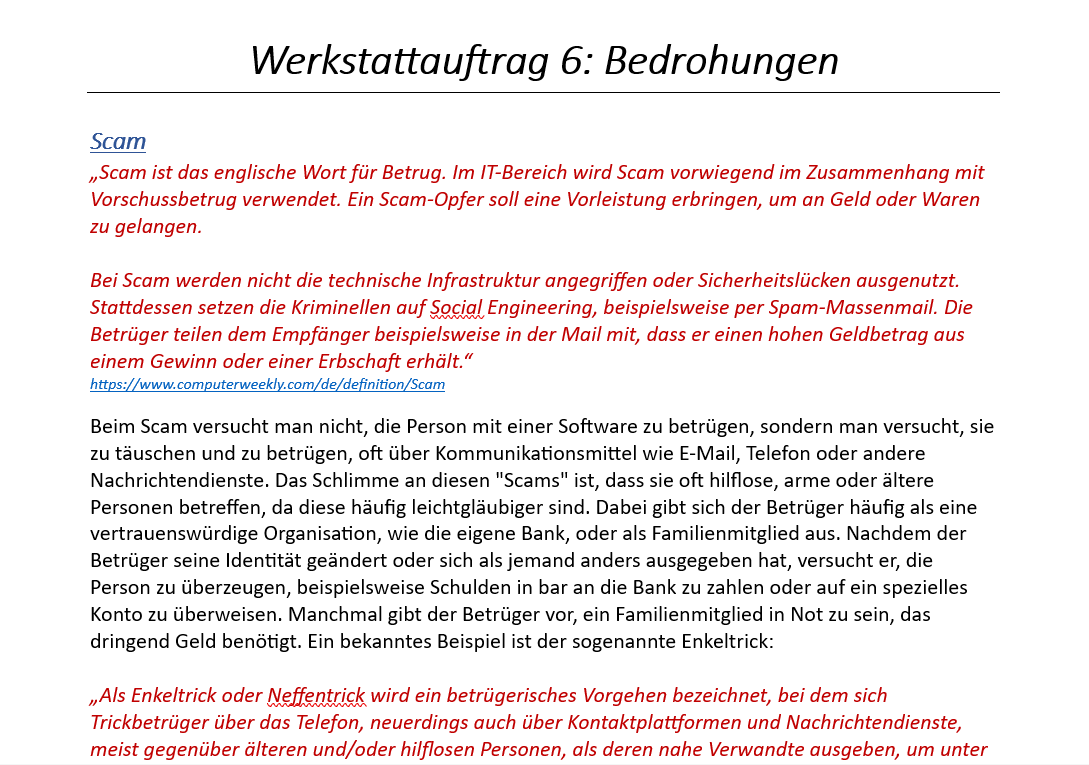 Werkstattauftrag 6: Bedrohungen
Scam
„Scam ist das englische Wort für Betrug. Im IT-Bereich wird Scam vorwiegend im Zusammenhang mit
Vorschussbetrug verwendet. Ein Scam-Opfer soll eine Vorleistung erbringen, um an Geld oder Waren
zu gelangen.
Bei Scam werden nicht die technische Infrastruktur angegriffen oder Sicherheitslücken ausgenutzt.
Stattdessen setzen die Kriminellen auf Social Engineering, beispielsweise per Spam-Massenmail. Die
Betrüger teilen dem Empfänger beispielsweise in der Mail mit, dass er einen hohen Geldbetrag aus
einem Gewinn oder einer Erbschaft erhält.“
https://www.computerweekly.com/de/definition/Scam
Beim Scam versucht man nicht, die Person mit einer Software zu betrügen, sondern man versucht, sie
zu täuschen und zu betrügen, oft über Kommunikationsmittel wie E-Mail, Telefon oder andere
Nachrichtendienste. Das Schlimme an diesen "Scams" ist, dass sie oft hilflose, arme oder ältere
Personen betreffen, da diese häufig leichtgläubiger sind. Dabei gibt sich der Betrüger häufig als eine
vertrauenswürdige Organisation, wie die eigene Bank, oder als Familienmitglied aus. Nachdem der
Betrüger seine Identität geändert oder sich als jemand anders ausgegeben hat, versucht er, die
Person zu überzeugen, beispielsweise Schulden in bar an die Bank zu zahlen oder auf ein spezielles
Konto zu überweisen. Manchmal gibt der Betrüger vor, ein Familienmitglied in Not zu sein, das
dringend Geld benötigt. Ein bekanntes Beispiel ist der sogenannte Enkeltrick:
„Als Enkeltrick oder Neffentrick wird ein betrügerisches Vorgehen bezeichnet, bei dem sich
Trickbetrüger über das Telefon, neuerdings auch über Kontaktplattformen und Nachrichtendienste,
meist gegenüber älteren und/oder hilflosen Personen, als deren nahe Verwandte ausgeben, um unter